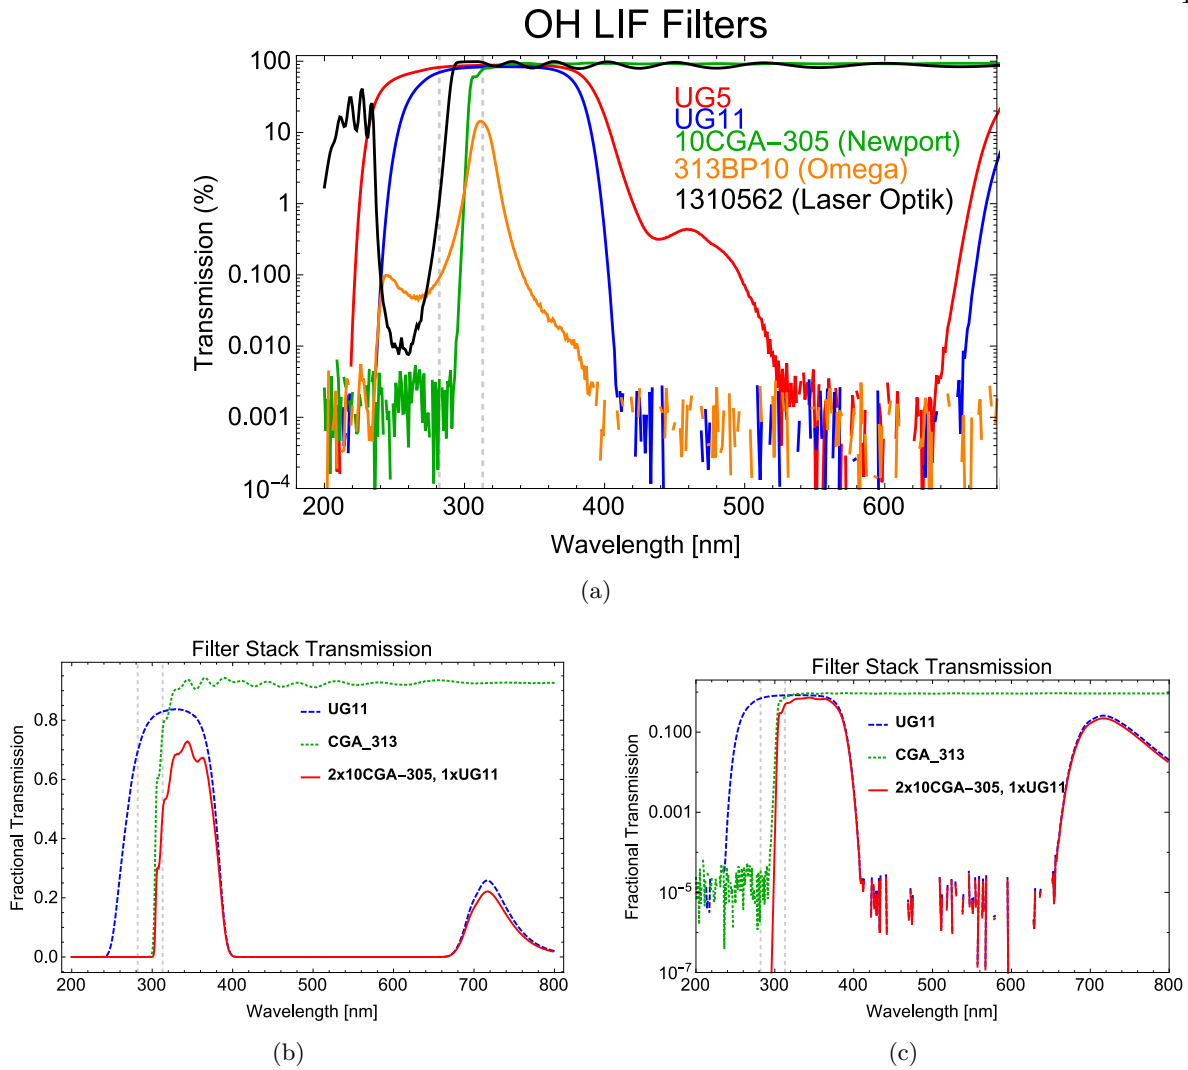 OH LIF Filters
100
10
1
0.100
0.010
0.001
10−4
Transmission (%)
UG5
UG11
10CGA−305 (Newport)
313BP10 (Omega)
1310562 (Laser Optik)
200 300 400 500 600
Wavelength [nm]
(a)
Filter Stack Transmission
0.8
0.6
0.4
0.2
0.0
Fractional Transmission
UG11
CGA_313
2x10CGA−305, 1xUG11
200 300 400 500 600 700 800
Wavelength [nm]
(b)
Filter Stack Transmission
0.100
0.001
10−5
10−7
Fractional Transmission
UG11
CGA_313
2x10CGA−305, 1xUG11
200 300 400 500 600 700 800
Wavelength [nm]
(c)